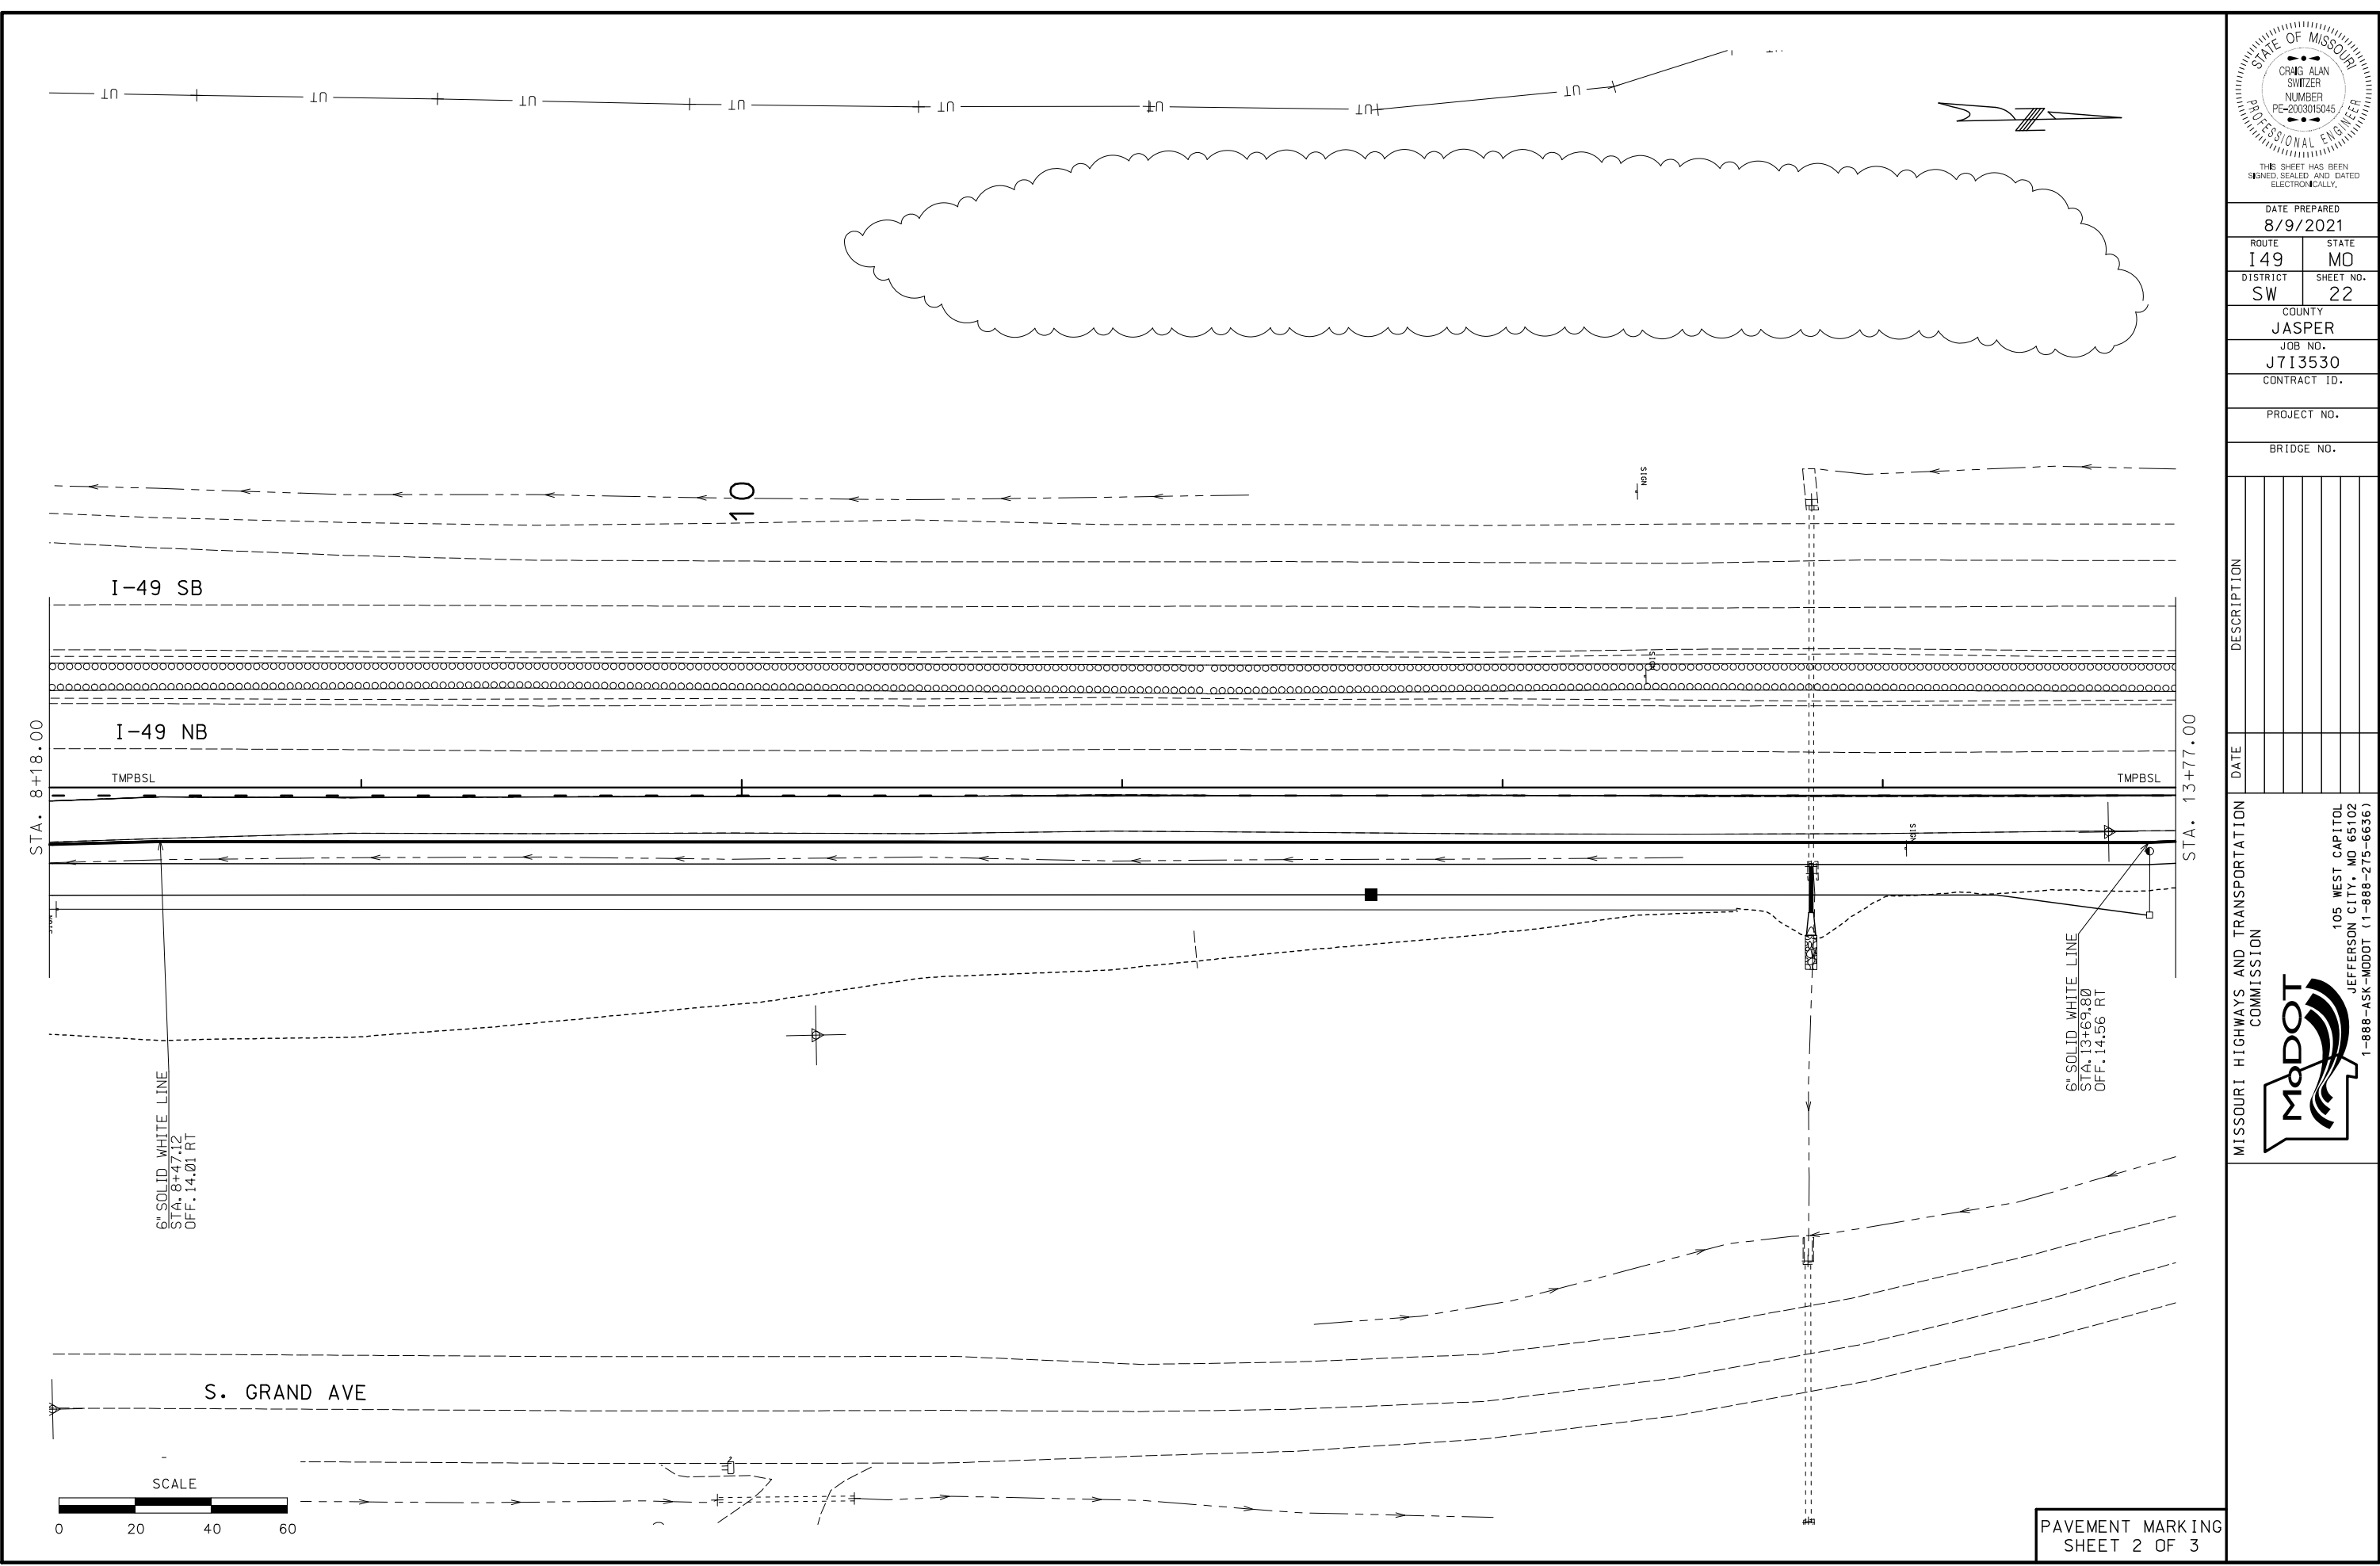 UT
UT
UT
UT
UT
UT
UT
UT
10
SIGN
I-49 SB
SIGN
I-49 NB
TMPBSL
TMPBSL
STA. 8+18.00
STA. 13+77.00
SIGN
SIGN
6" SOLID WHITE LINE
STA. 8+47.12
OFF. 14.01 RT
6" SOLID WHITE LINE
STA. 13+69.80
OFF. 14.56 RT
S. GRAND AVE
SCALE
0 20 40 60
PAVEMENT MARKING
SHEET 2 OF 3
STATE OF MISSOURI
CRAIG ALAN
SWITZER
NUMBER
PE-2003015045
PROFESSIONAL ENGINEER
THIS SHEET HAS BEEN
SIGNED, SEALED AND DATED
ELECTRONICALLY.
DATE PREPARED
8/9/2021
ROUTE STATE
I49 MO
DISTRICT SHEET NO.
SW 22
COUNTY
JASPER
JOB NO.
J7I3530
CONTRACT ID.
PROJECT NO.
BRIDGE NO.
DESCRIPTION
DATE
MISSOURI HIGHWAYS AND TRANSPORTATION
COMMISSION
MoDOT
105 WEST CAPITOL
JEFFERSON CITY, MO 65102
1-888-ASK-MODOT (1-888-275-6636)